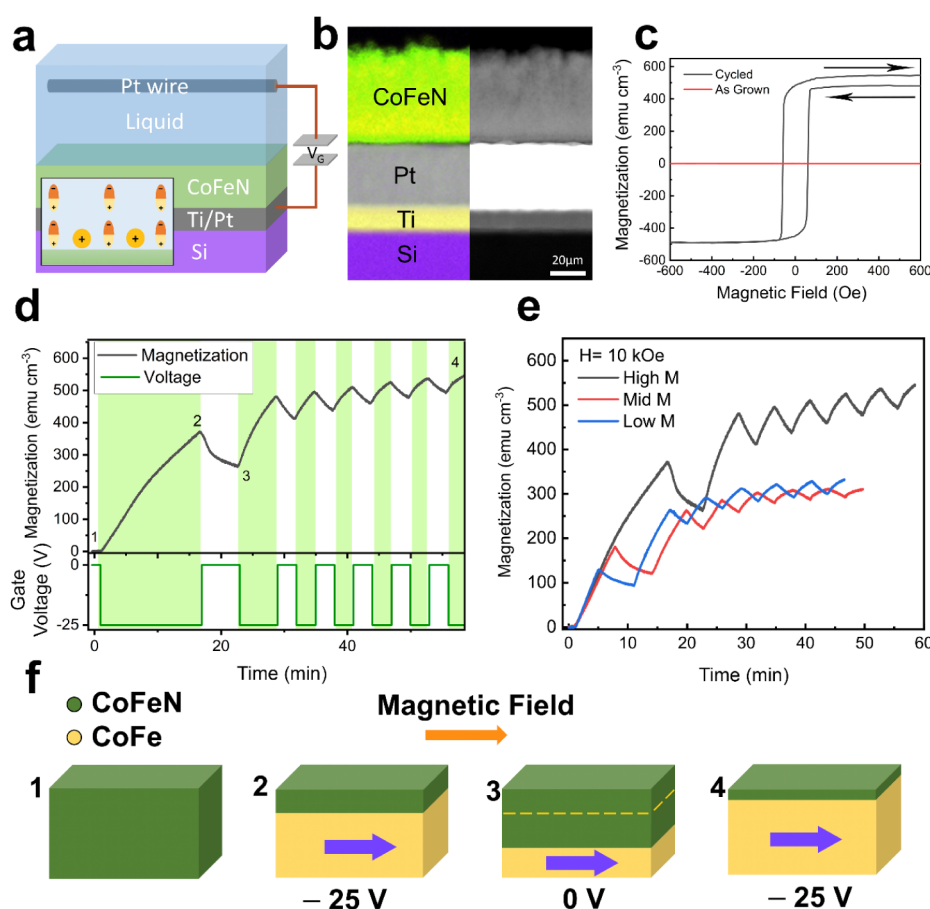 a
Pt wire
Liquid
V_G
CoFeN
Ti/Pt
Si
b
CoFeN
Pt
Ti
Si
20μm
c
Cycled
As Grown
Magnetization (emu cm⁻³)
600
400
200
0
-200
-400
-600
-600 -400 -200 0 200 400 600
Magnetic Field (Oe)
d
Magnetization
Voltage
Magnetization (emu cm⁻³)
600
500
400
300
200
100
0
1
2
3
4
Gate
Voltage (V)
0
-25
0 20 40
Time (min)
e
H= 10 kOe
High M
Mid M
Low M
Magnetization (emu cm⁻³)
600
500
400
300
200
100
0
0 10 20 30 40 50 60
Time (min)
f
CoFeN
CoFe
Magnetic Field
1
2
3
4
– 25 V
0 V
– 25 V